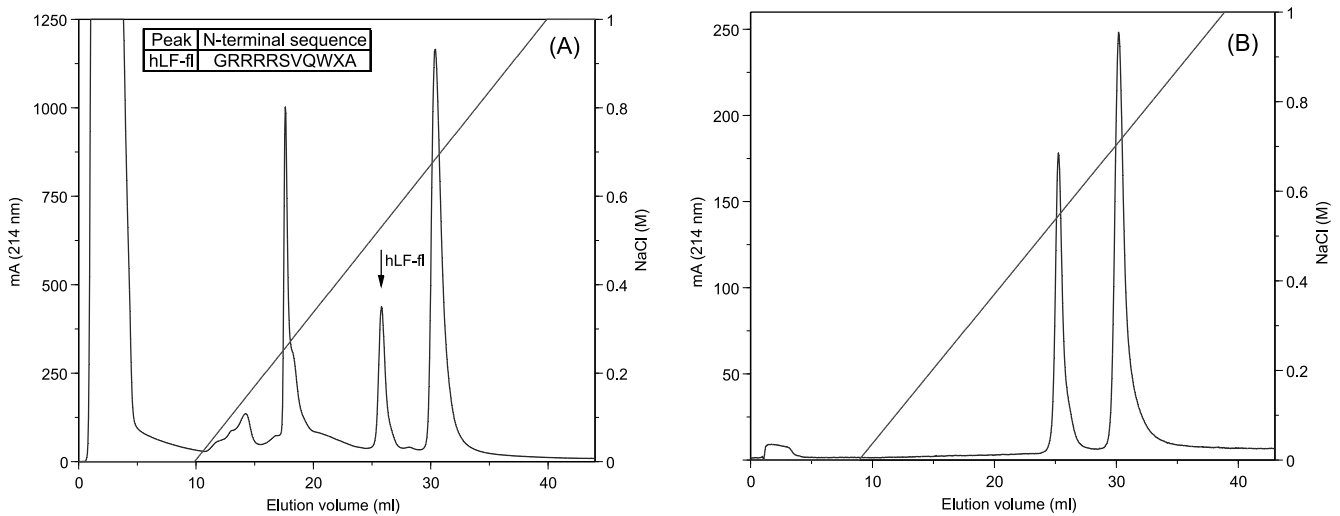 (A)
Peak N-terminal sequence
hLF-fl GRRRRSVQWXA
hLF-fl
1250
1000
750
500
250
0
mA (214 nm)
1
0.8
0.6
0.4
0.2
0
NaCl (M)
0 10 20 30 40
Elution volume (ml)
(B)
250
200
150
100
50
0
mA (214 nm)
1
0.8
0.6
0.4
0.2
0
NaCl (M)
0 10 20 30 40
Elution volume (ml)